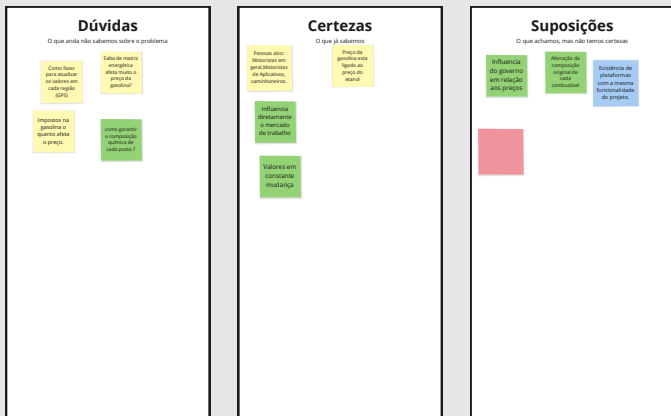 Dúvidas
O que anda não sabemos sobre o problema
Como fazer
para atualizar
os valores em
cada região
(GPS)
Falta de matriz
energética
afeta muito o
preço da
gasolina?
Impostos na
gasolina o
quanto afeta
o preço.
como garantir
a composição
química de
cada posto ?
Certezas
O que já sabemos
Pessoas alvo:
Motoristas em
geral,Motoristas
de Aplicativos,
caminhoneiros.
Preço da
gasolina esta
ligado ao
preço do
etanol
Influencia
diretamente
o mercado
de trabalho
Valores em
constante
mudança
Suposições
O que achamos, mas não temos certezas
Influencia
do governo
em relação
aos preços
Alteração da
composição
original de
cada
combustível
Existência de
plataformas
com a mesma
funcionalidade
do projeto.